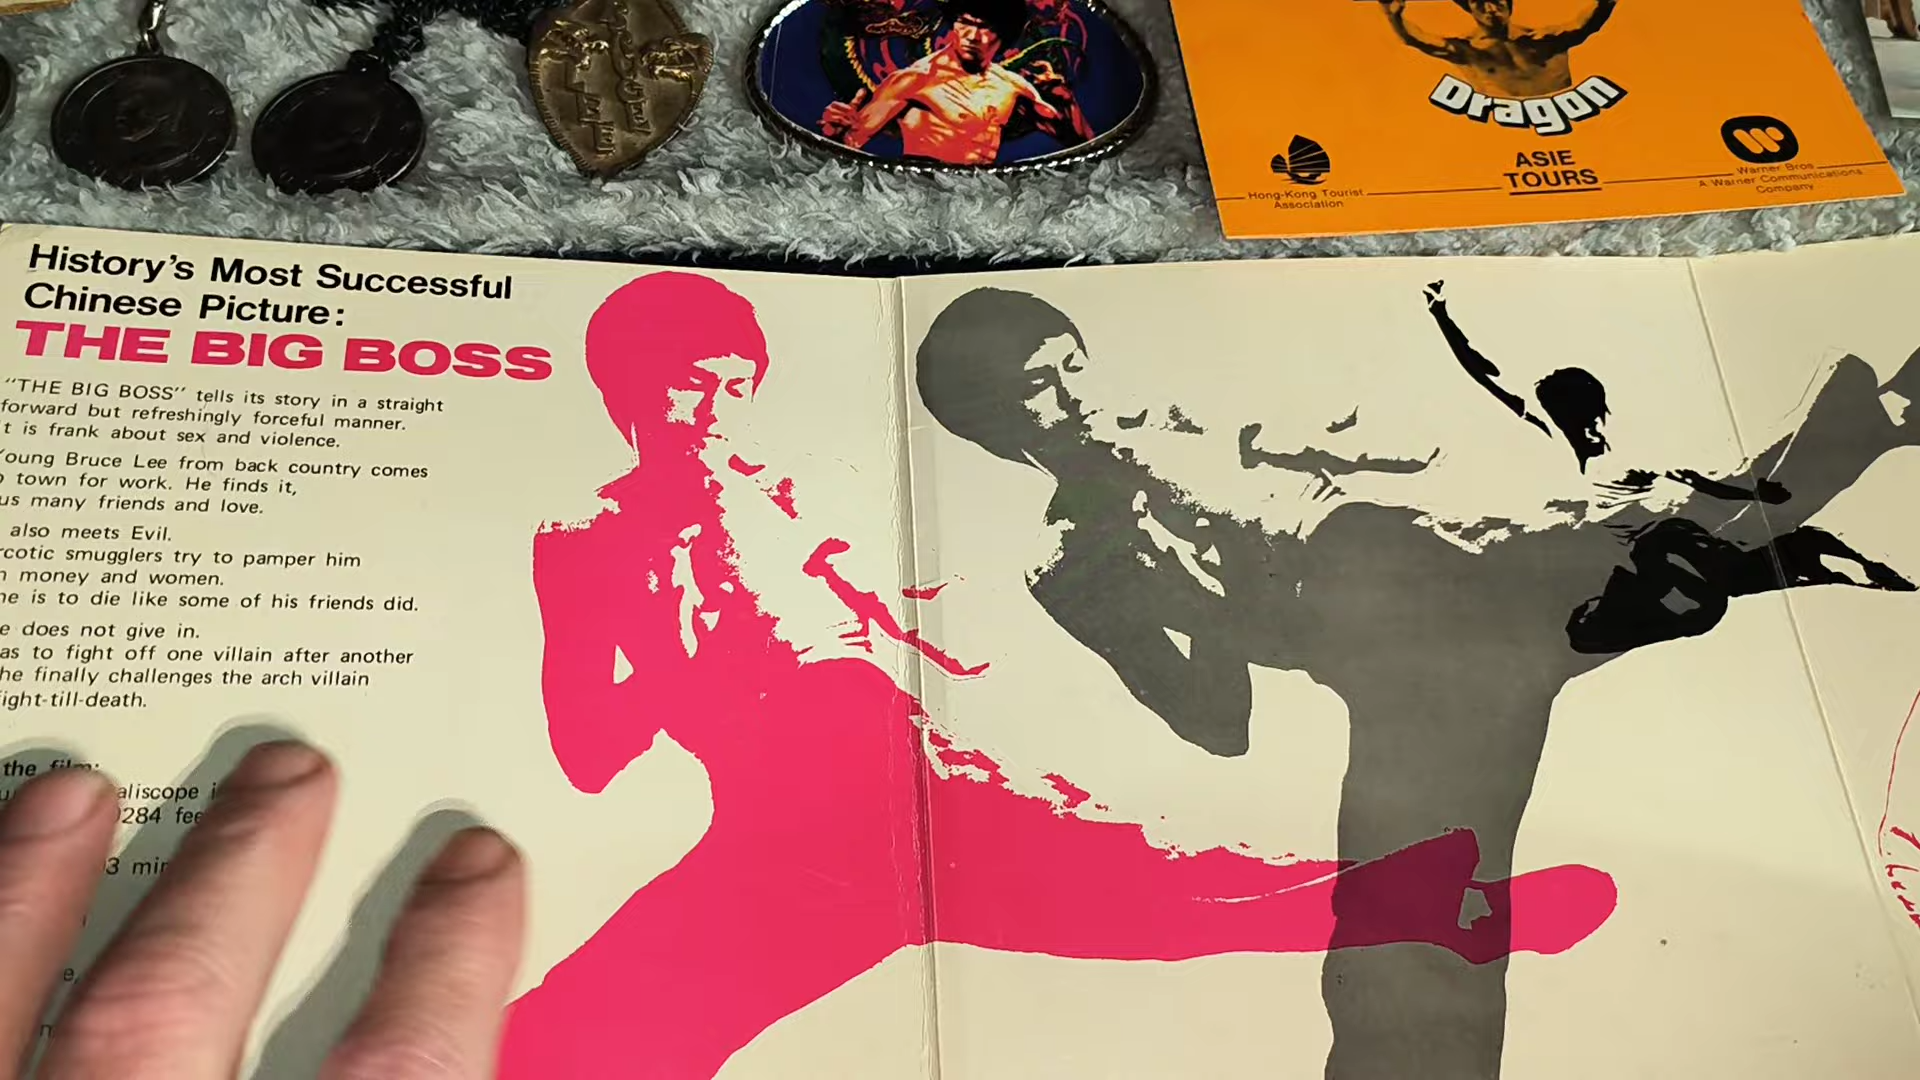 Dragon
ASIE
TOURS
Hong-Kong Tourist
Association
Warner Bros
A Warner Communications
Company
History's Most Successful
Chinese Picture:
THE BIG BOSS
"THE BIG BOSS" tells its story in a straight
forward but refreshingly forceful manner.
t is frank about sex and violence.
oung Bruce Lee from back country comes
town for work. He finds it,
us many friends and love.
also meets Evil.
rcotic smugglers try to pamper him
money and women.
he is to die like some of his friends did.
e does not give in.
as to fight off one villain after another
he finally challenges the arch villain
ight-till-death.
the film:
aliscope
284 fee
3 min